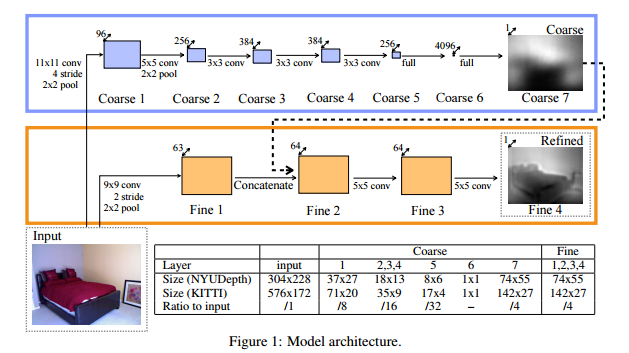 96 256 384 384 256 4096 1 Coarse
11x11 conv
4 stride
2x2 pool
5x5 conv
2x2 pool
3x3 conv
3x3 conv
3x3 conv
full
full
Coarse 1 Coarse 2 Coarse 3 Coarse 4 Coarse 5 Coarse 6 Coarse 7
63 64 64 1 Refined
9x9 conv
2 stride
2x2 pool
Concatenate
5x5 conv
5x5 conv
Fine 1 Fine 2 Fine 3 Fine 4
Input
Coarse Fine
Layer input 1 2,3,4 5 6 7 1,2,3,4
Size (NYUDepth) 304x228 37x27 18x13 8x6 1x1 74x55 74x55
Size (KITTI) 576x172 71x20 35x9 17x4 1x1 142x27 142x27
Ratio to input /1 /8 /16 /32 – /4 /4
Figure 1: Model architecture.